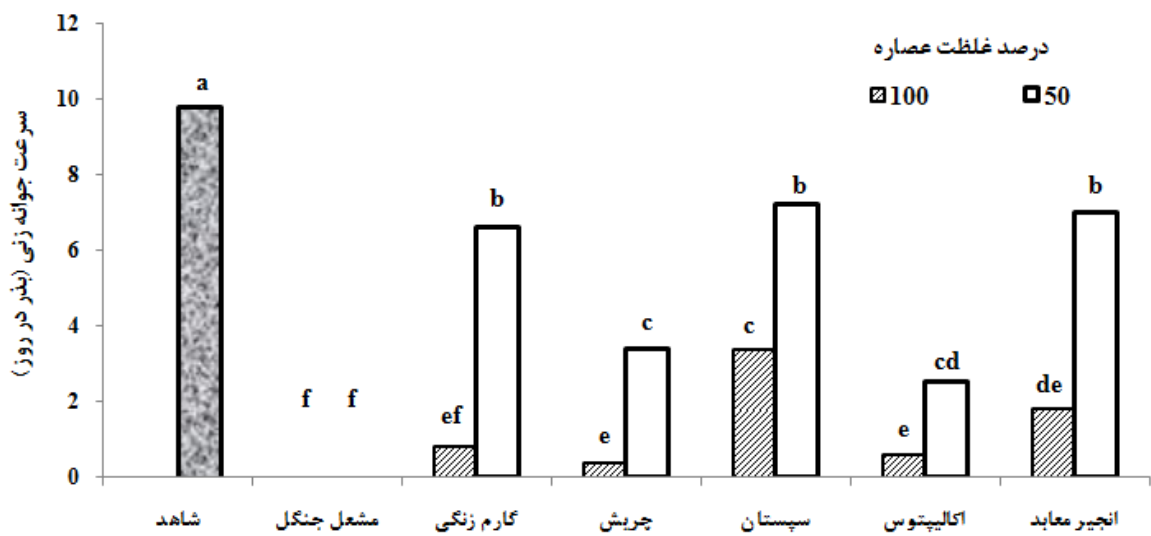 درصد غلظت عصاره
100 50
سرعت جوانه زنی (بذر در روز)
12
10
8
6
4
2
0
a
f f
ef b
e c
c b
e cd
de b
شاهد
مشعل جنگل
گارم زنگی
چریش
سپستان
اکالیپتوس
انجیر معابد